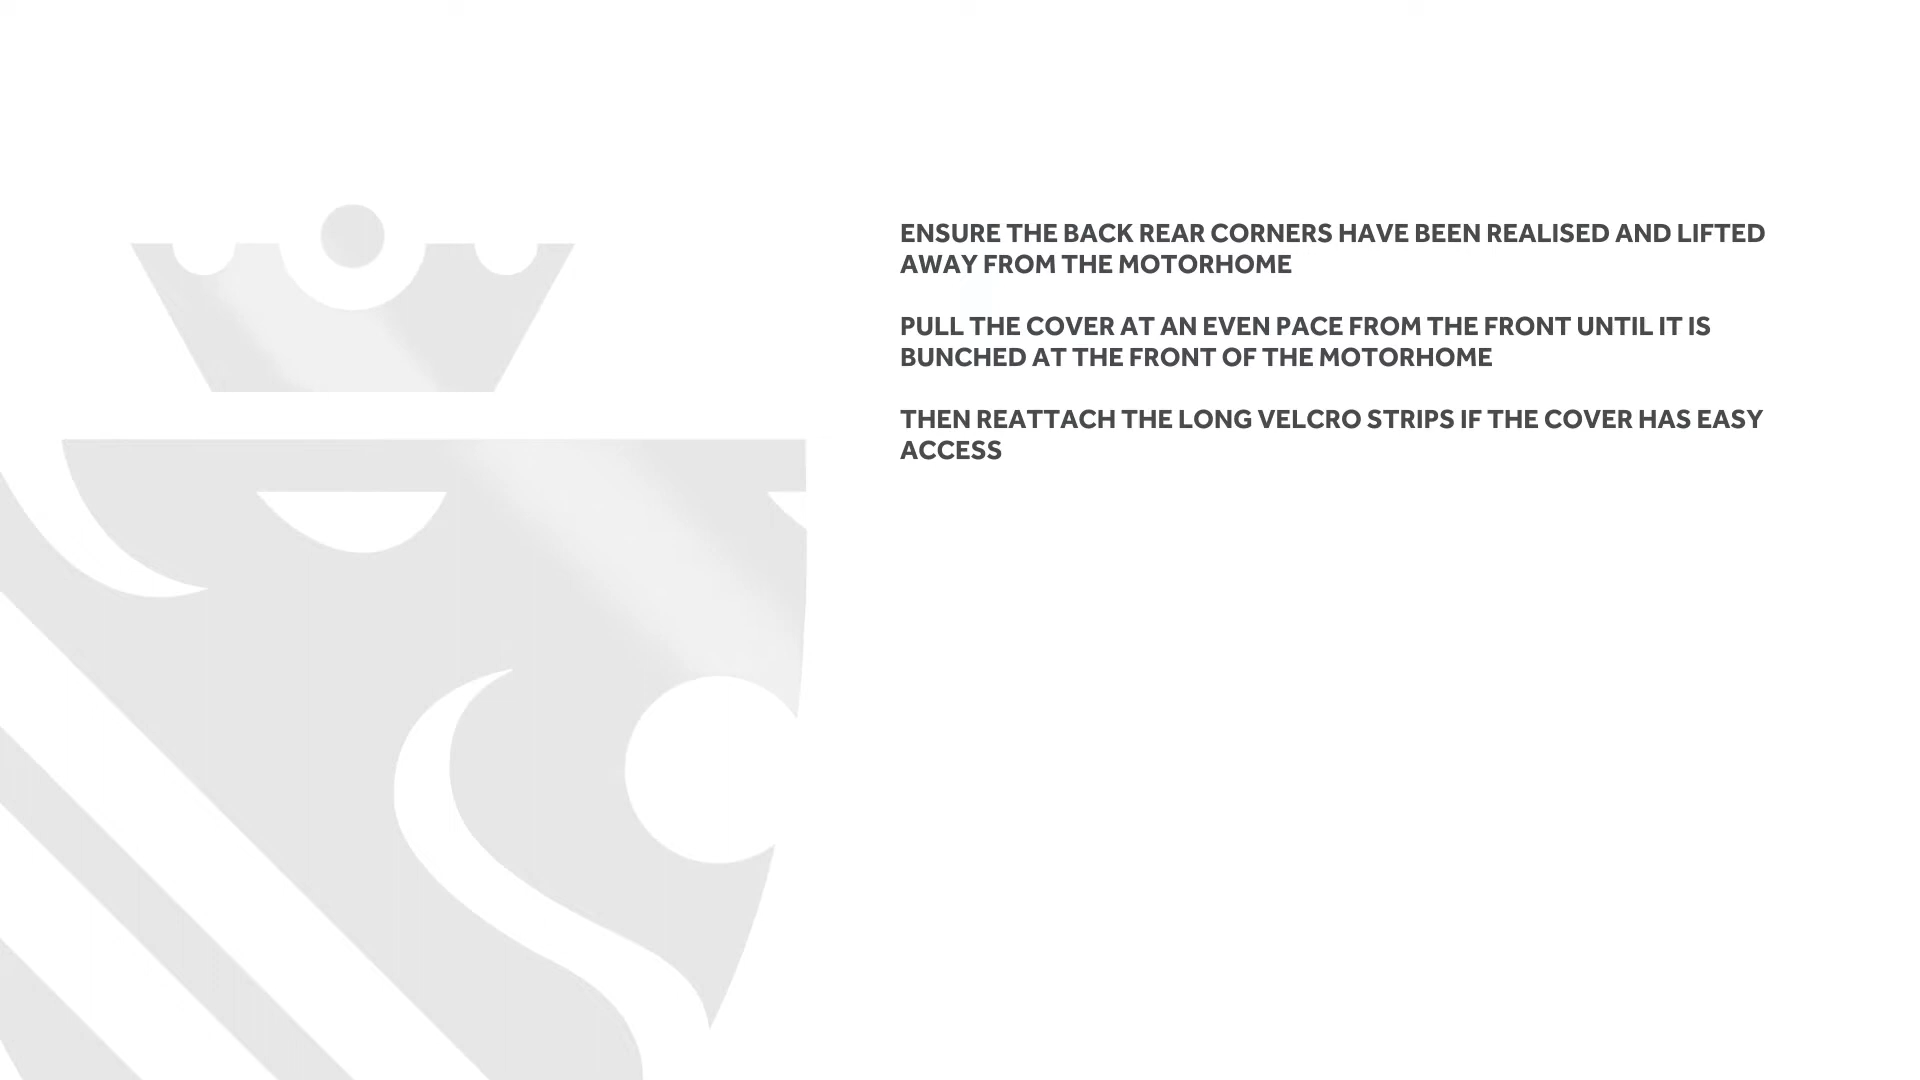 ENSURE THE BACK REAR CORNERS HAVE BEEN REALISED AND LIFTED
AWAY FROM THE MOTORHOME
PULL THE COVER AT AN EVEN PACE FROM THE FRONT UNTIL IT IS
BUNCHED AT THE FRONT OF THE MOTORHOME
THEN REATTACH THE LONG VELCRO STRIPS IF THE COVER HAS EASY
ACCESS